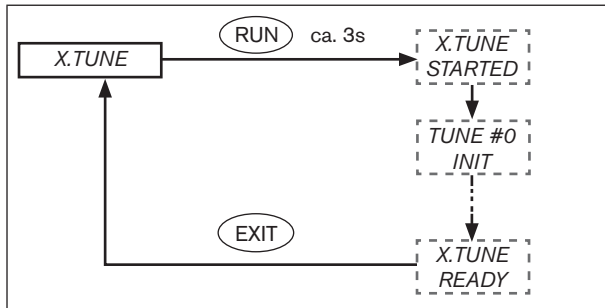 RUN ca. 3s
X.TUNE
X.TUNE
STARTED
TUNE #0
INIT
EXIT
X.TUNE
READY